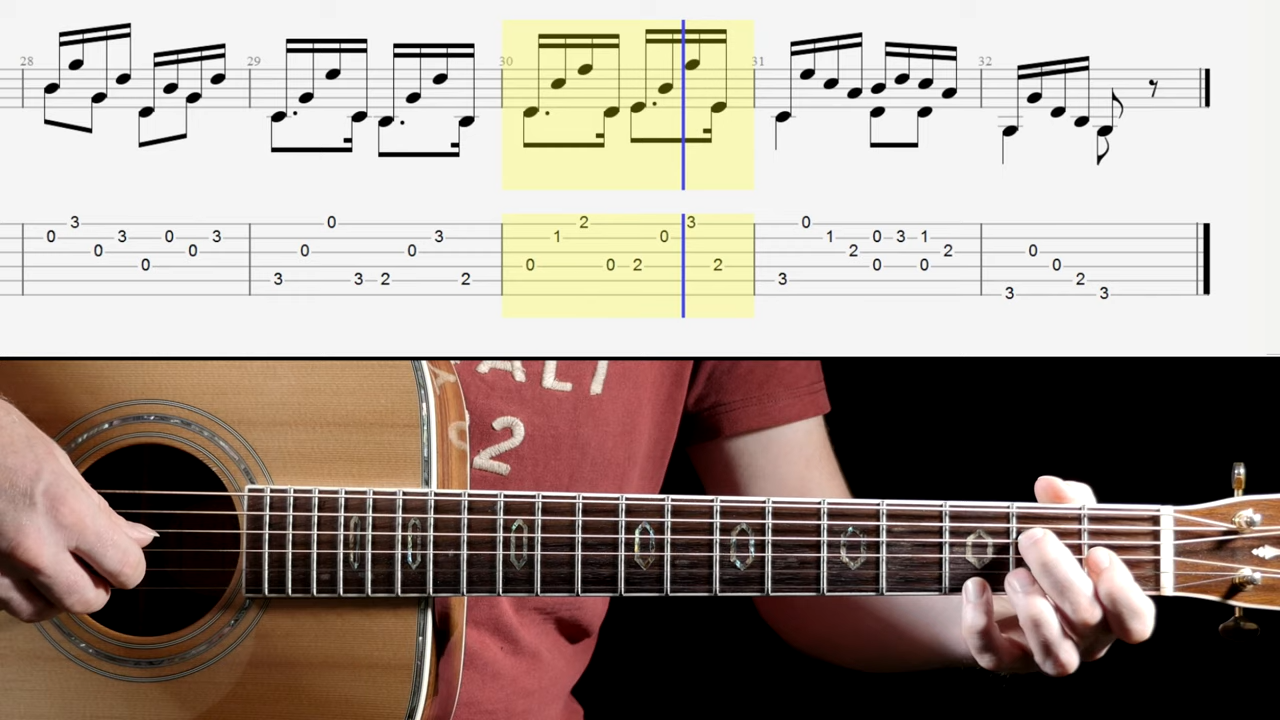 28 29 30 31 32
3 0 2 3 0
0 3 0 3 3 1 0 1 0 3 1
0 0 0 0 2 2 0
0 0 0 2 2 0 0 0
3 3 2 2 3 2
3 3
ALT
2